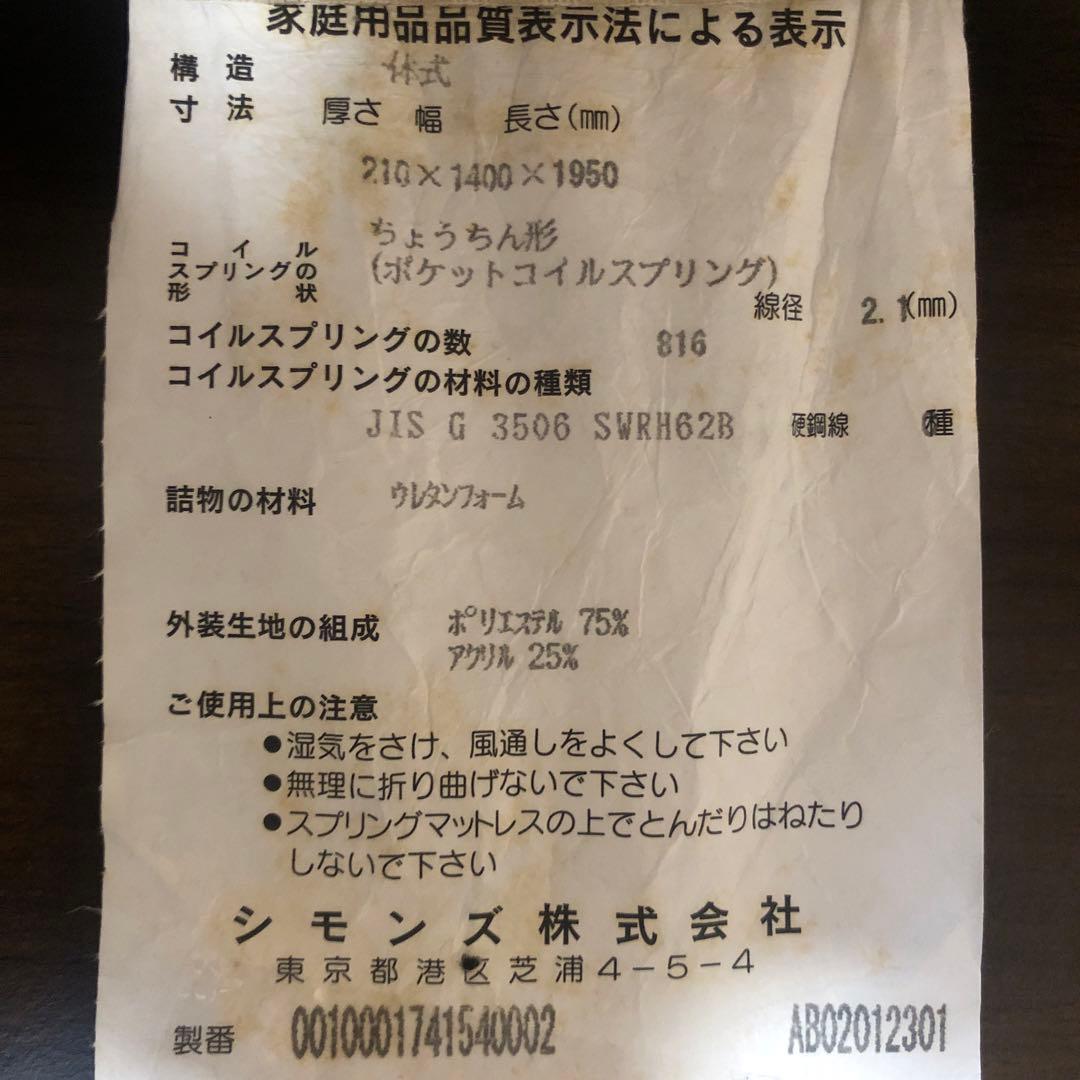 家庭用品品質表示法による表示
構造 体式
寸法 厚さ 幅 長さ(mm)
210×1400×1950
コイル
スプリングの
形状
ちょうちん形
(ポケットコイルスプリング)
線径 2.1(mm)
コイルスプリングの数 816
コイルスプリングの材料の種類
JIS G 3506 SWRH62B 硬鋼線 種
詰物の材料 ウレタンフォーム
外装生地の組成 ポリエステル 75%
アクリル 25%
ご使用上の注意
●湿気をさけ、風通しをよくして下さい
●無理に折り曲げないで下さい
●スプリングマットレスの上でとんだりはねたり
しないで下さい
シモンズ株式会社
東京都港区芝浦4-5-4
製番 0010001741540002 AB02012301